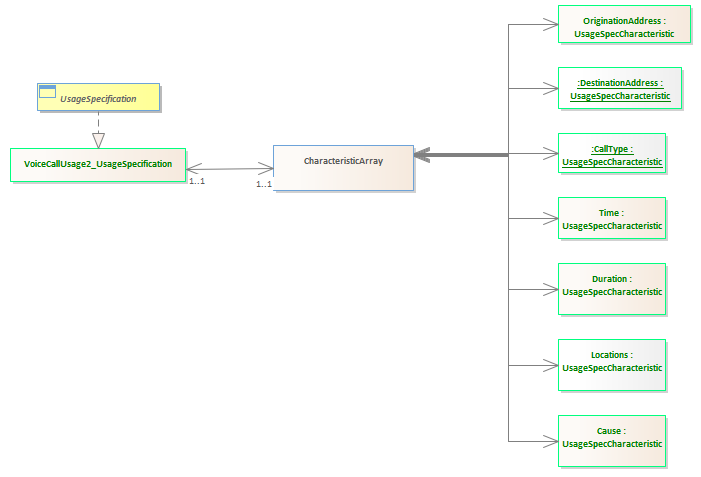 UsageSpecification
VoiceCallUsage2_UsageSpecification
1..1
1..1
CharacteristicArray
OriginationAddress :
UsageSpecCharacteristic
:DestinationAddress :
UsageSpecCharacteristic
:CallType :
UsageSpecCharacteristic
Time :
UsageSpecCharacteristic
Duration :
UsageSpecCharacteristic
Locations :
UsageSpecCharacteristic
Cause :
UsageSpecCharacteristic